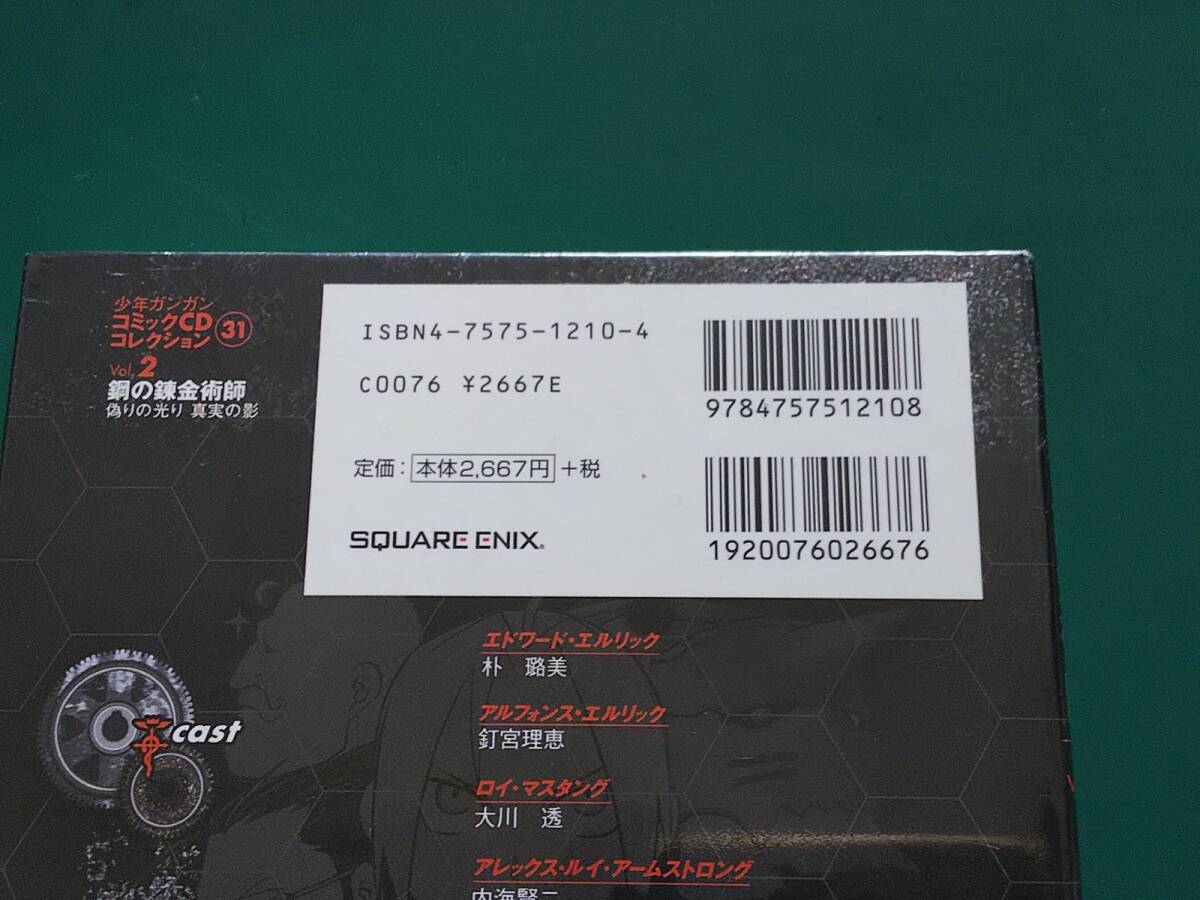 少年ガンガン
コミックCD
コレクション 31
Vol. 2
鋼の錬金術師
偽りの光り 真実の影
ISBN4-7575-1210-4
C0076 ¥2667E
定価：本体2,667円+税
SQUARE ENIX.
9784757512108
1920076026676
cast
エドワード・エルリック
朴 璐美
アルフォンス・エルリック
釘宮理恵
ロイ・マスタング
大川 透
アレックス・ルイ・アームストロング
内海賢二